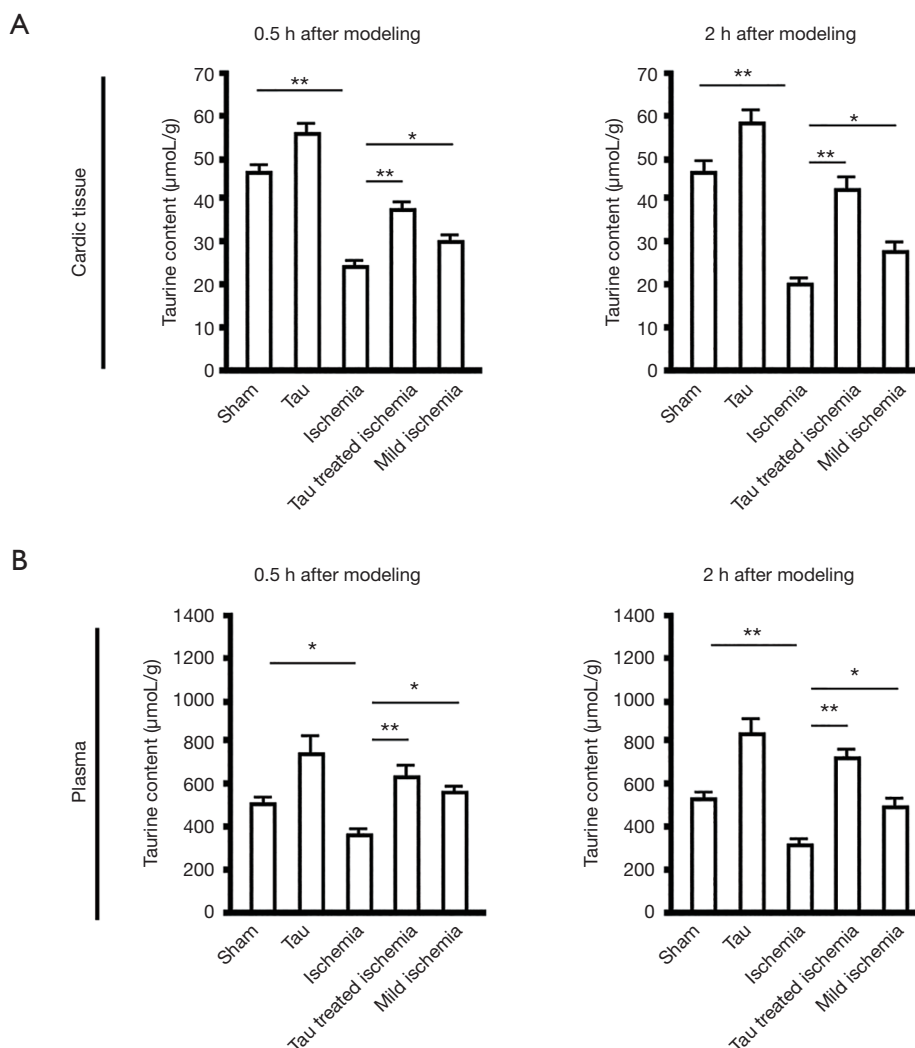 A
0.5 h after modeling
Cardic tissue
Taurine content (µmoL/g)
70
60
50
40
30
20
10
0
**
*
**
Sham
Tau
Ischemia
Tau treated ischemia
Mild ischemia
2 h after modeling
Taurine content (µmoL/g)
70
60
50
40
30
20
10
0
**
*
**
Sham
Tau
Ischemia
Tau treated ischemia
Mild ischemia
B
0.5 h after modeling
Plasma
Taurine content (µmoL/g)
1400
1200
1000
800
600
400
200
0
*
*
**
Sham
Tau
Ischemia
Tau treated ischemia
Mild ischemia
2 h after modeling
Taurine content (µmoL/g)
1400
1200
1000
800
600
400
200
0
**
*
**
Sham
Tau
Ischemia
Tau treated ischemia
Mild ischemia